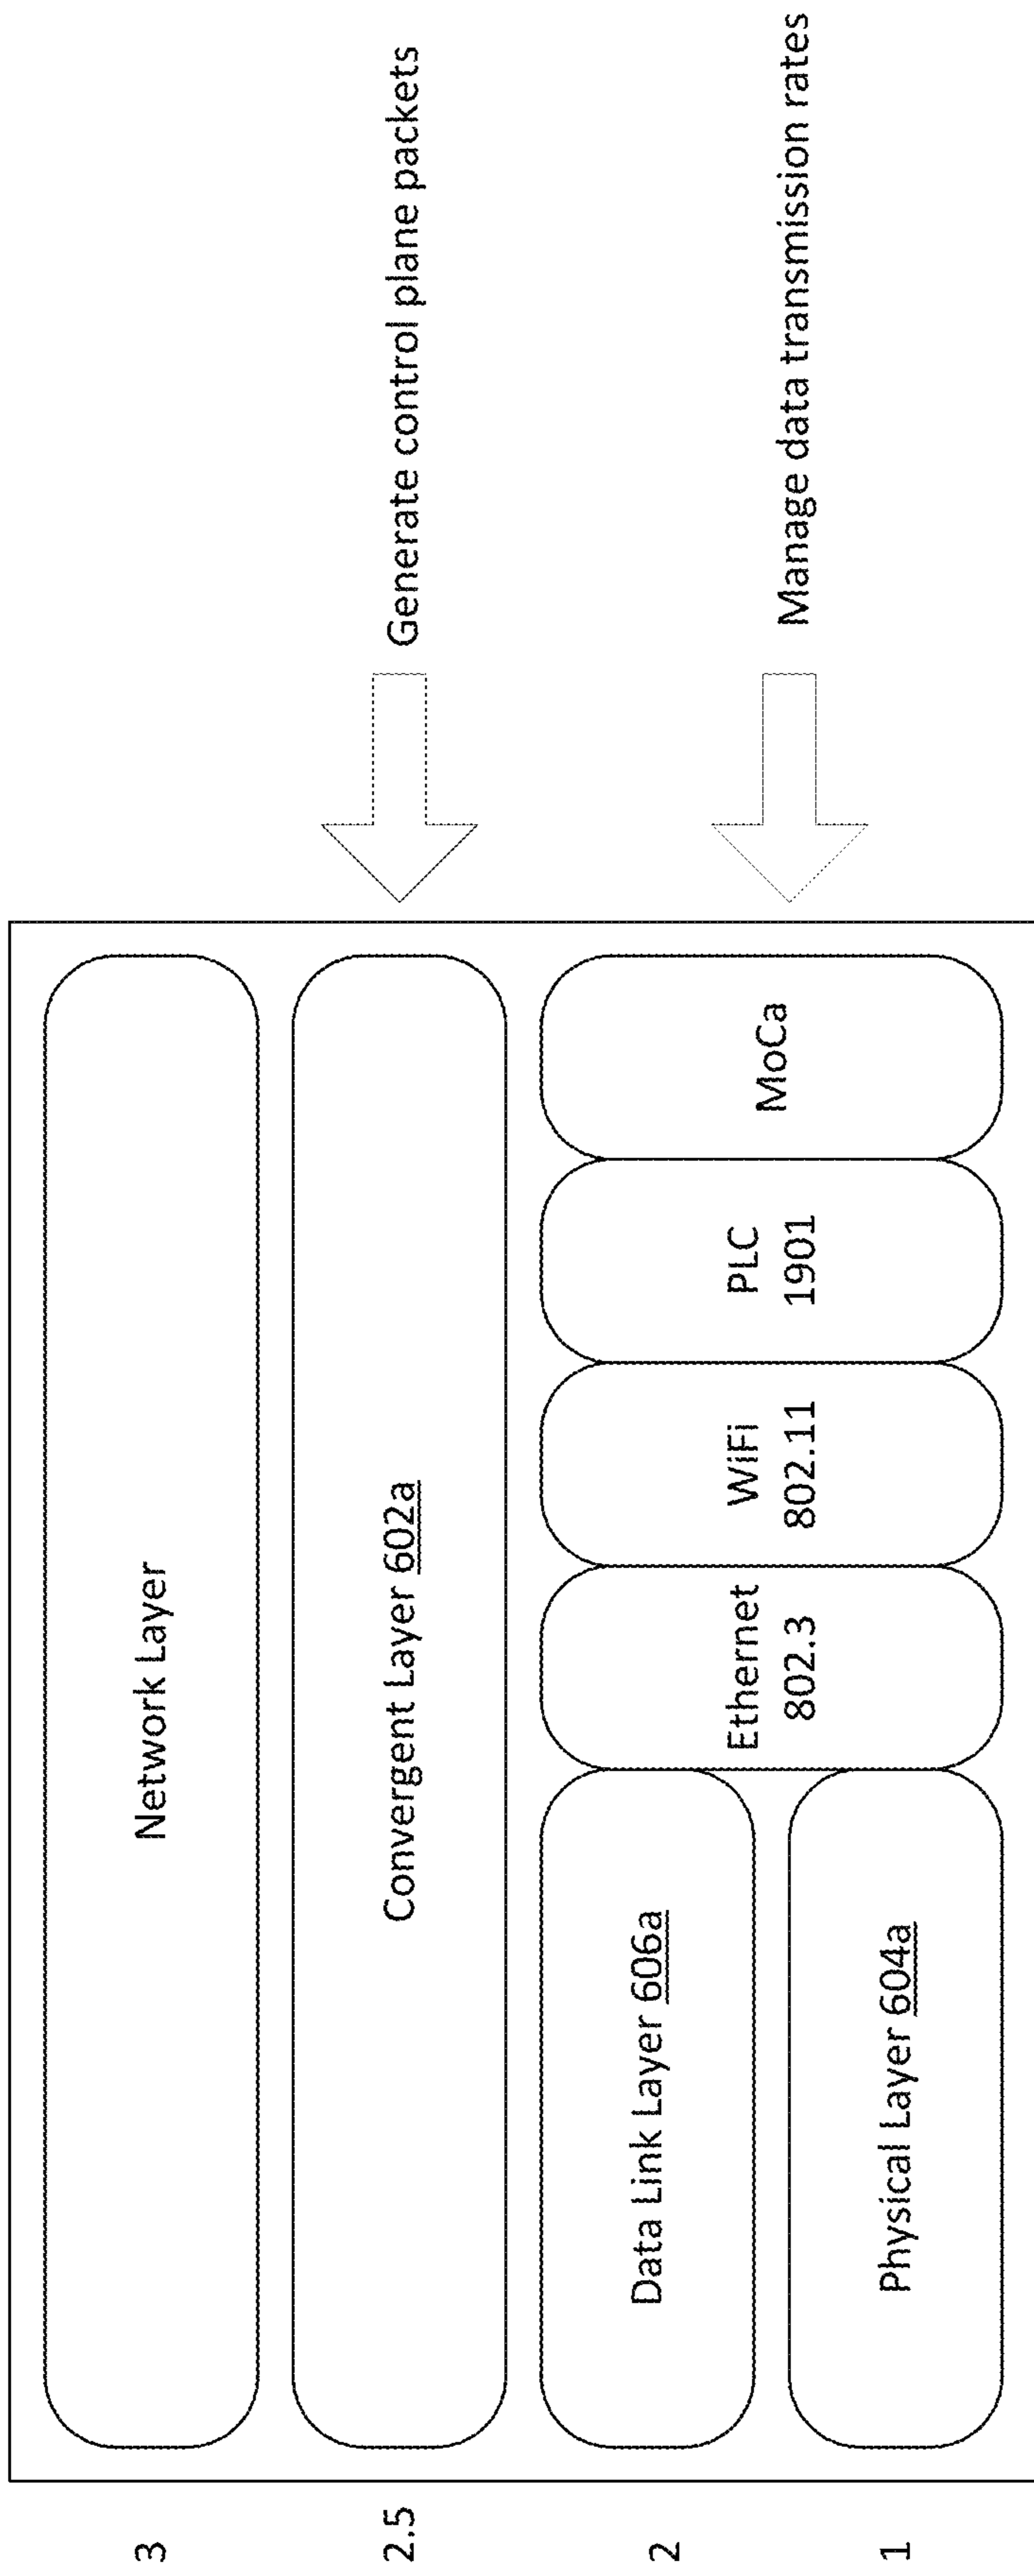 3
Network Layer
2.5
Convergent Layer 602a
Generate control plane packets
2
Data Link Layer 606a
1
Physical Layer 604a
Ethernet
802.3
WiFi
802.11
PLC
1901
MoCa
Manage data transmission rates